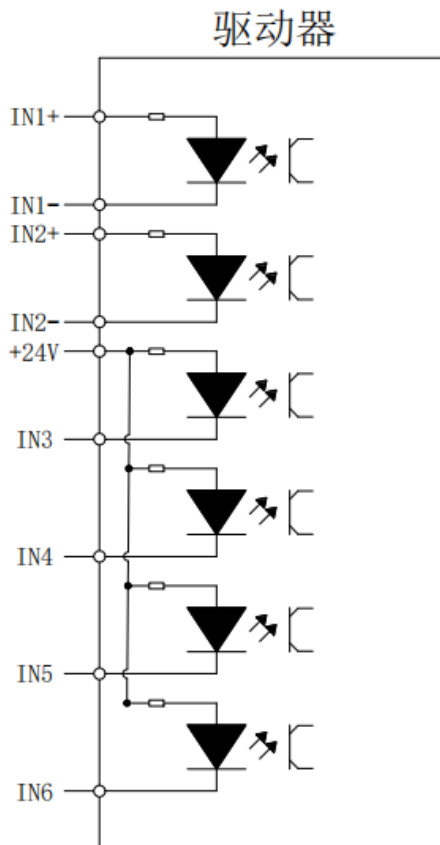 驱动器
IN1+
IN1-
IN2+
IN2-
+24V
IN3
IN4
IN5
IN6